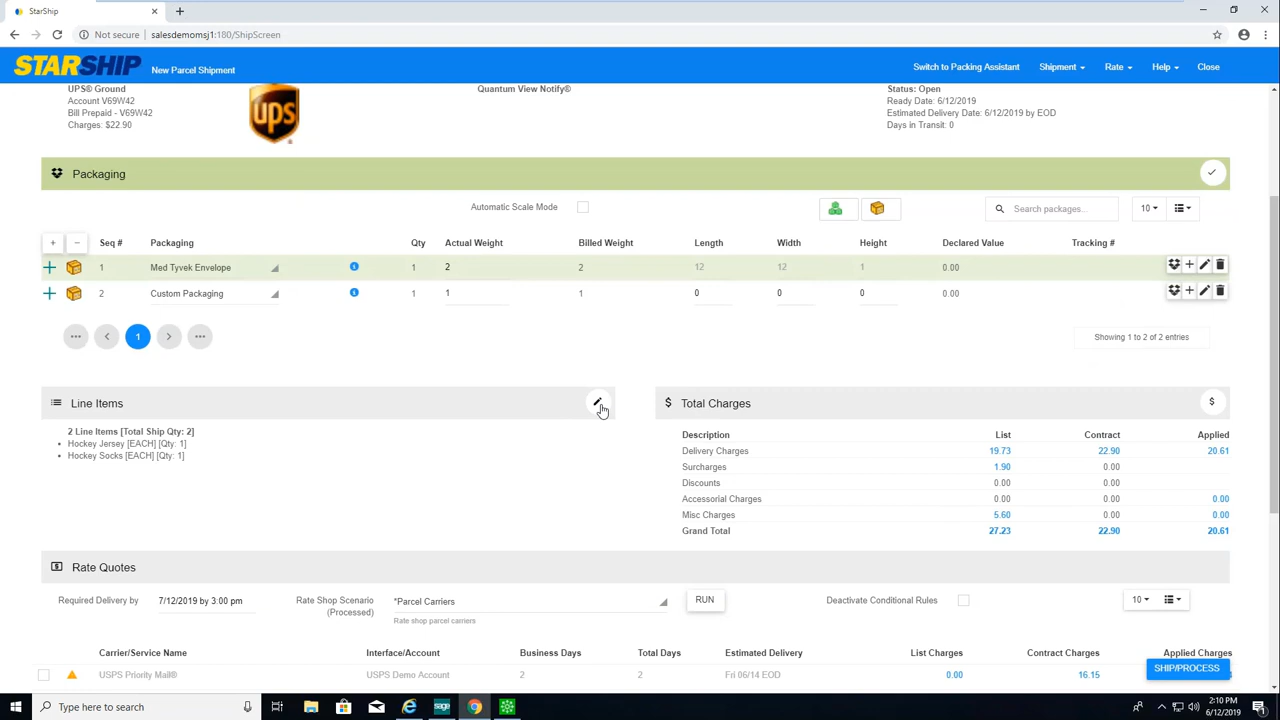 StarShip
Not secure | salesdemomsj1:180/ShipScreen
STARSHIP New Parcel Shipment Switch to Packing Assistant Shipment Rate Help Close
UPS® Ground
Account V69W42
Bill Prepaid - V69W42
Charges: $22.90
ups
Quantum View Notify®
Status: Open
Ready Date: 6/12/2019
Estimated Delivery Date: 6/12/2019 by EOD
Days in Transit: 0
Packaging
Automatic Scale Mode Search packages... 10
+ − Seq # Packaging Qty Actual Weight Billed Weight Length Width Height Declared Value Tracking #
1 Med Tyvek Envelope 1 2 2 12 12 1 0.00
2 Custom Packaging 1 1 1 0 0 0 0.00
... < 1 > ... Showing 1 to 2 of 2 entries
Line Items
2 Line Items [Total Ship Qty: 2]
• Hockey Jersey [EACH] [Qty: 1]
• Hockey Socks [EACH] [Qty: 1]
$ Total Charges $
Description List Contract Applied
Delivery Charges 19.73 22.90 20.61
Surcharges 1.90 0.00
Discounts 0.00 0.00
Accessorial Charges 0.00 0.00 0.00
Misc Charges 5.60 0.00 0.00
Grand Total 27.23 22.90 20.61
Rate Quotes
Required Delivery by 7/12/2019 by 3:00 pm Rate Shop Scenario *Parcel Carriers RUN Deactivate Conditional Rules 10
(Processed)
Rate shop parcel carriers
Carrier/Service Name Interface/Account Business Days Total Days Estimated Delivery List Charges Contract Charges Applied Charges
USPS Priority Mail® USPS Demo Account 2 2 Fri 06/14 EOD 0.00 16.15
SHIP/PROCESS
Type here to search
sage
2:10 PM
6/12/2019